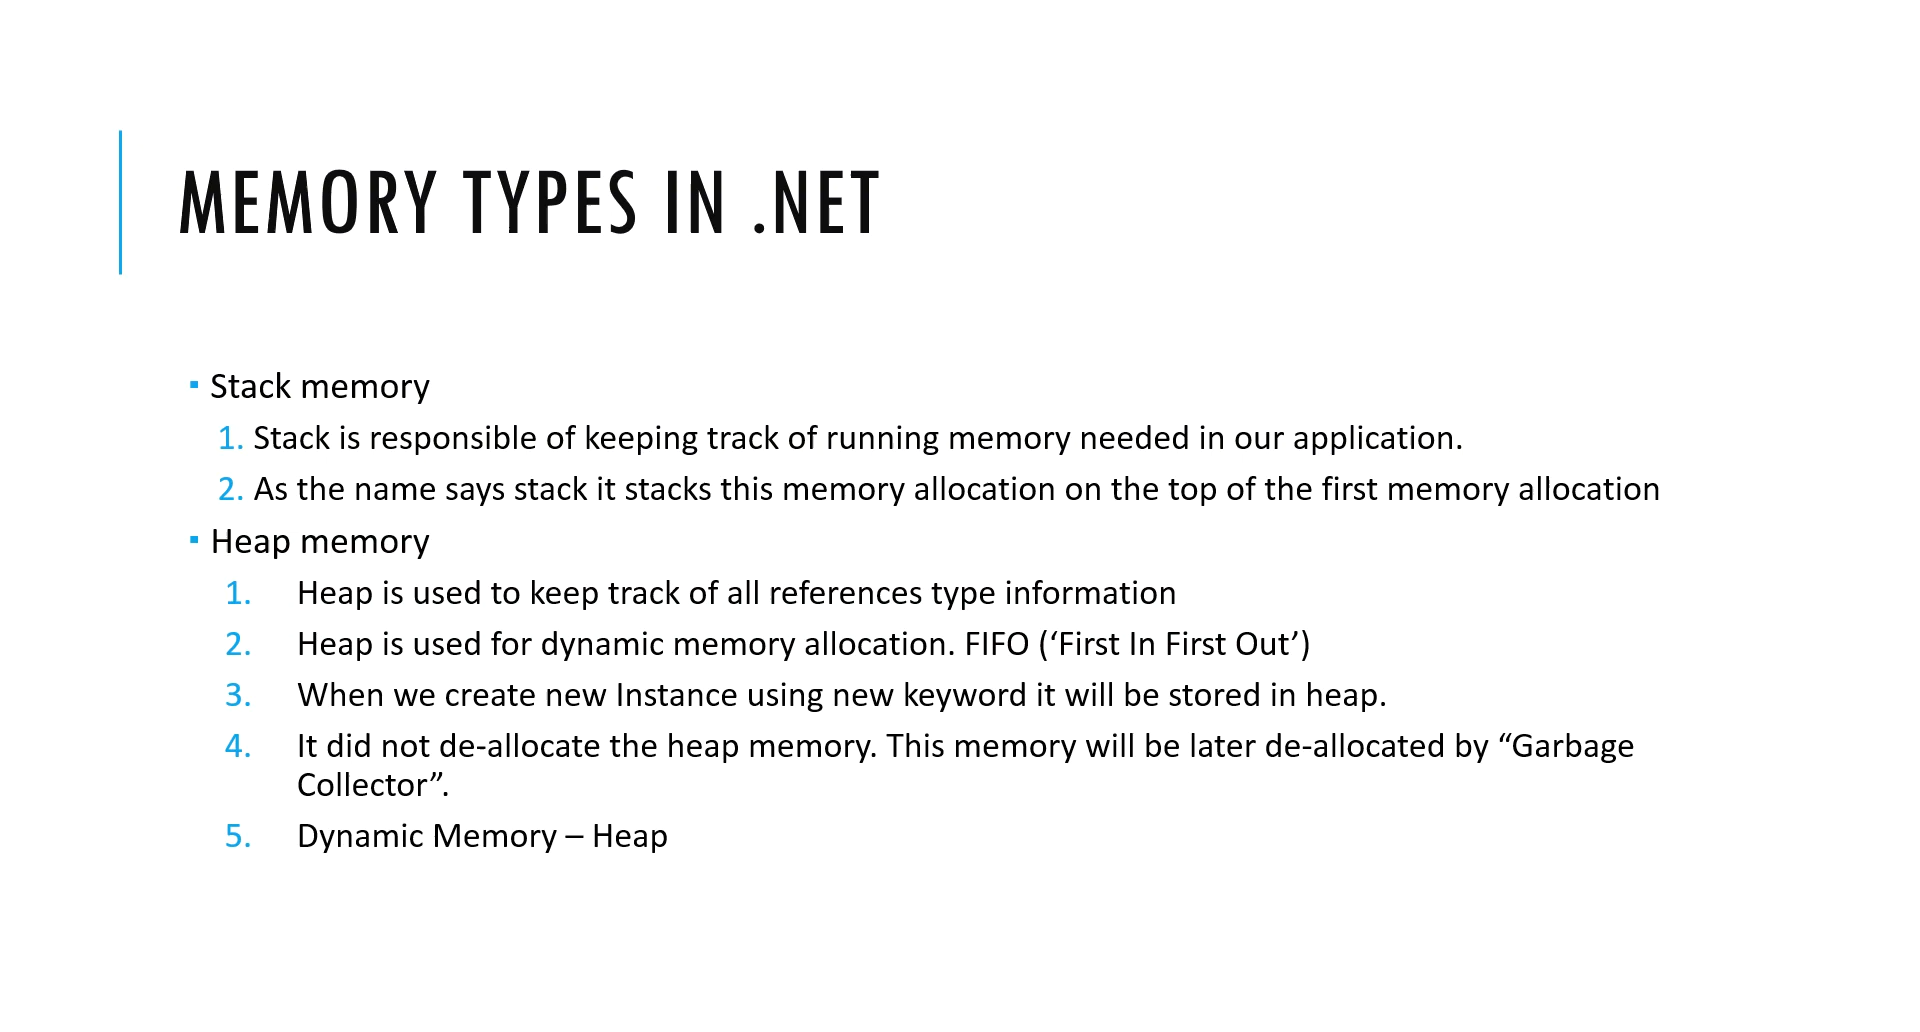 MEMORY TYPES IN .NET
▪ Stack memory
1. Stack is responsible of keeping track of running memory needed in our application.
2. As the name says stack it stacks this memory allocation on the top of the first memory allocation
▪ Heap memory
1. Heap is used to keep track of all references type information
2. Heap is used for dynamic memory allocation. FIFO (‘First In First Out’)
3. When we create new Instance using new keyword it will be stored in heap.
4. It did not de-allocate the heap memory. This memory will be later de-allocated by “Garbage
Collector”.
5. Dynamic Memory – Heap